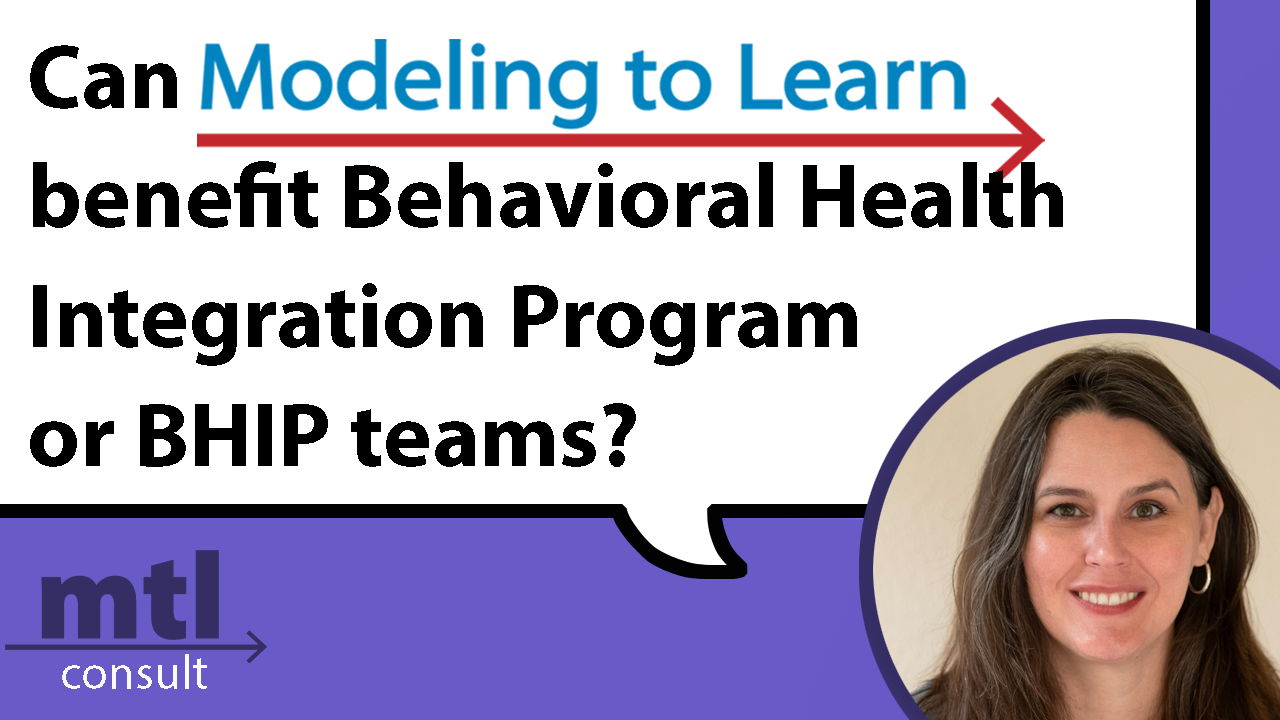 Can Modeling to Learn
benefit Behavioral Health
Integration Program
or BHIP teams?
mtl
consult